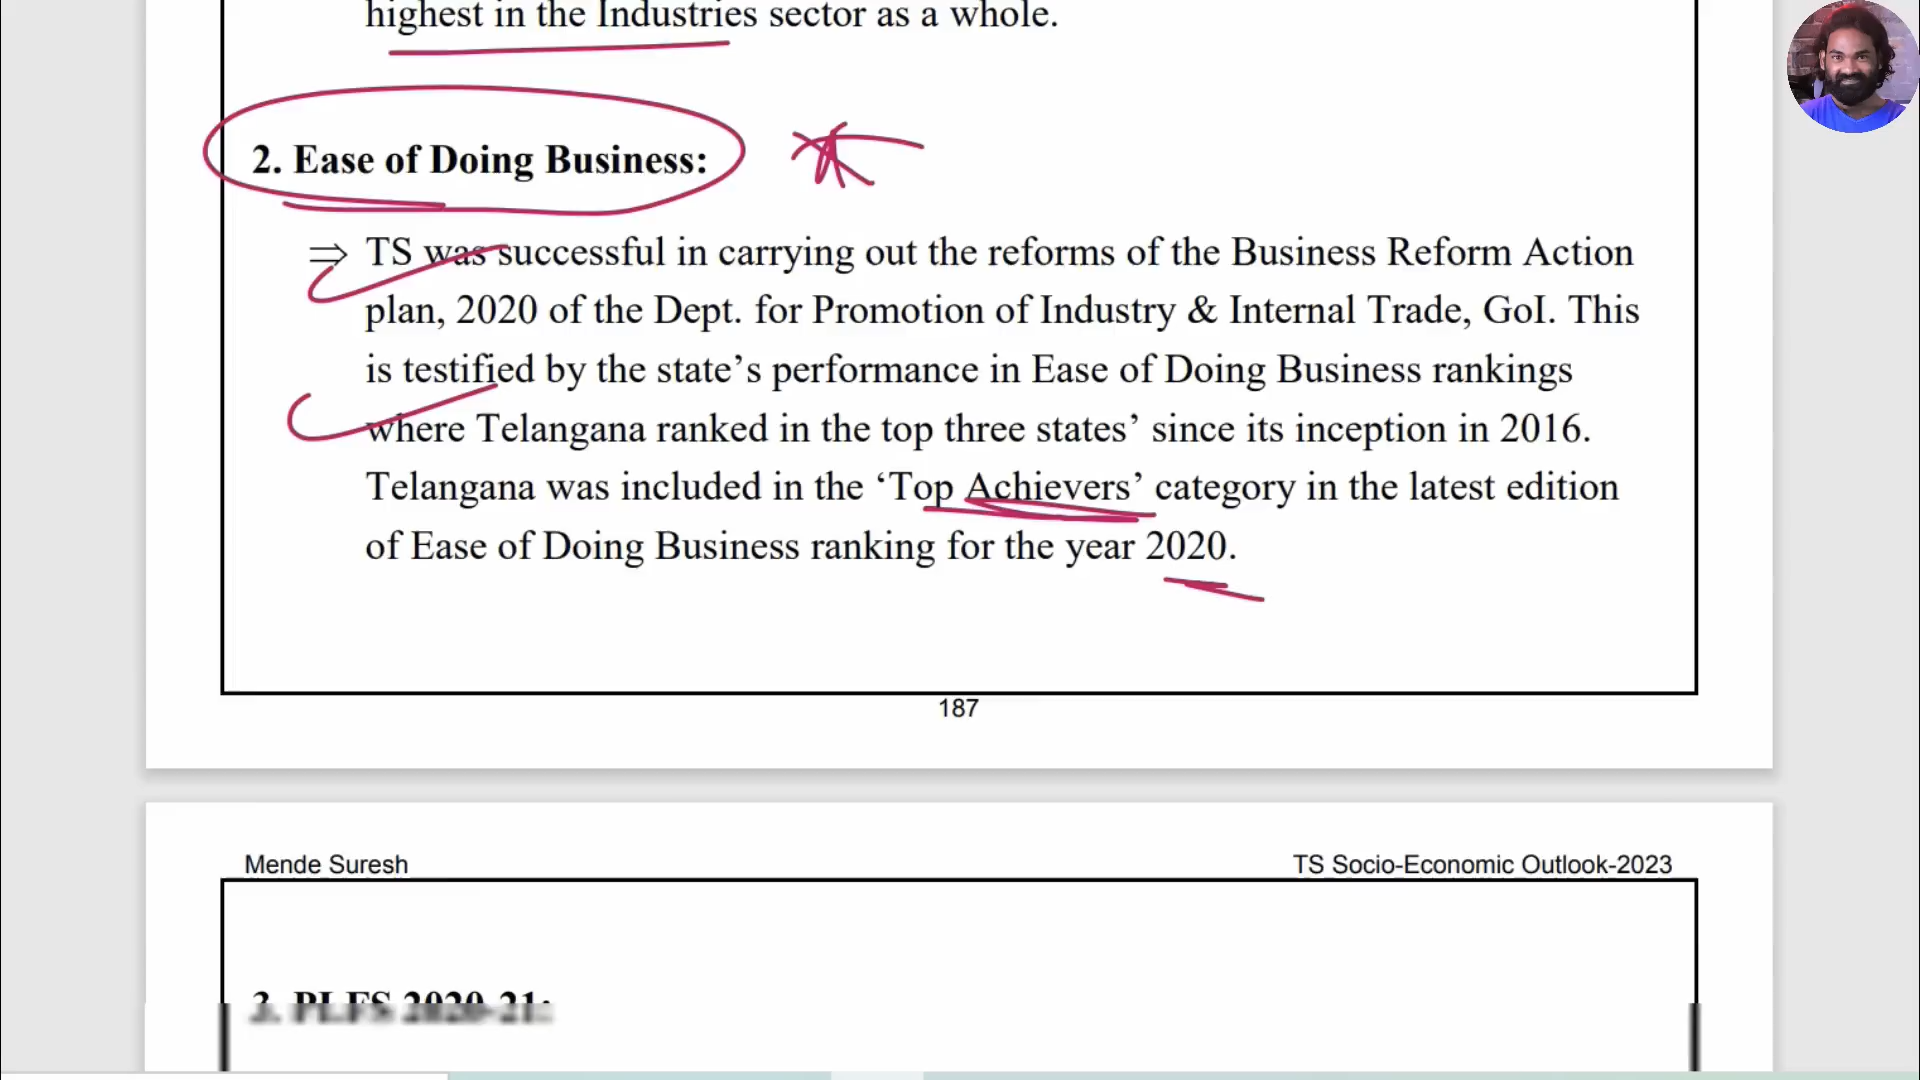 highest in the Industries sector as a whole.
2. Ease of Doing Business:
⇒ TS was successful in carrying out the reforms of the Business Reform Action
plan, 2020 of the Dept. for Promotion of Industry & Internal Trade, GoI. This
is testified by the state’s performance in Ease of Doing Business rankings
where Telangana ranked in the top three states’ since its inception in 2016.
Telangana was included in the ‘Top Achievers’ category in the latest edition
of Ease of Doing Business ranking for the year 2020.
187
Mende Suresh
TS Socio-Economic Outlook-2023
3. PLFS 2020-21: